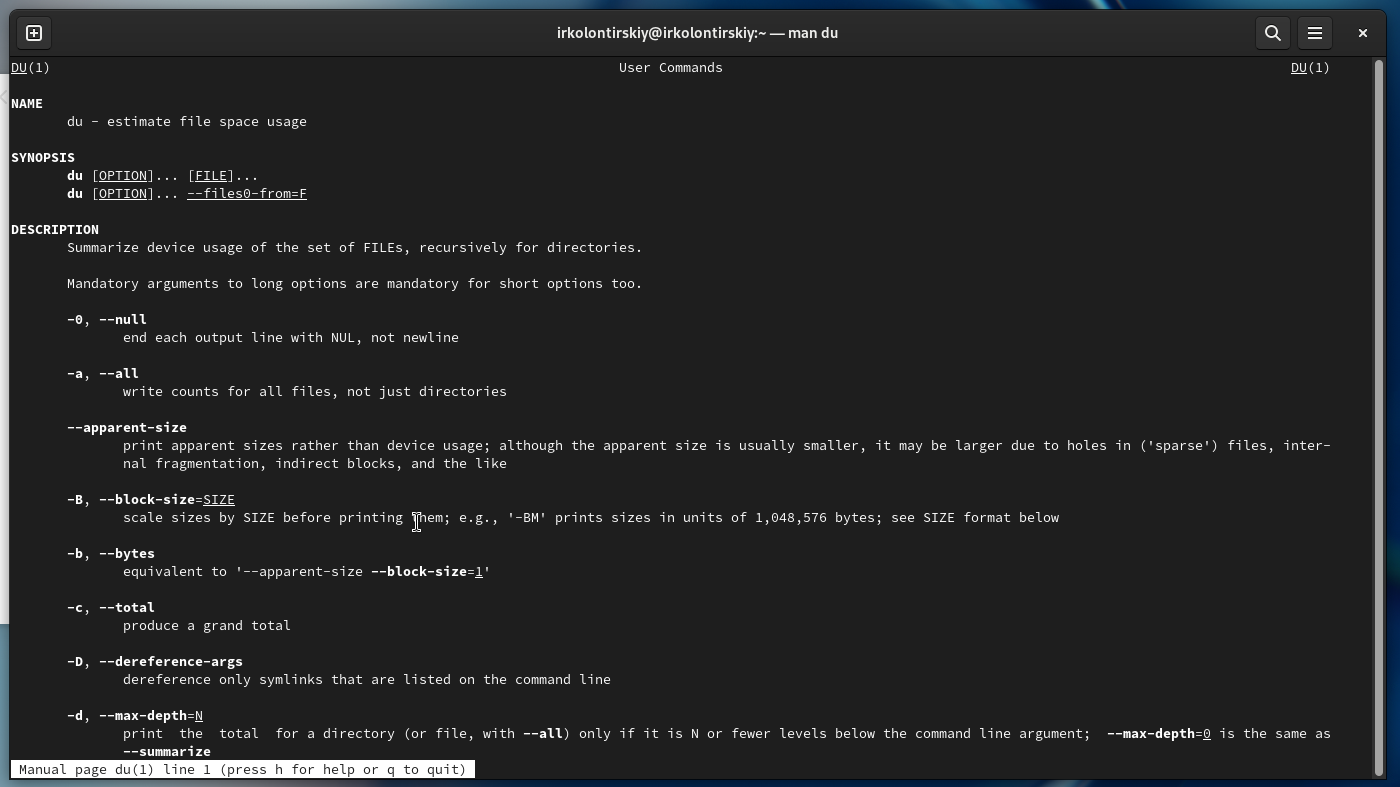 irkolontirskiy@irkolontirskiy:~ — man du
DU(1) User Commands DU(1)
NAME
du - estimate file space usage
SYNOPSIS
du [OPTION]... [FILE]...
du [OPTION]... --files0-from=F
DESCRIPTION
Summarize device usage of the set of FILEs, recursively for directories.
Mandatory arguments to long options are mandatory for short options too.
-0, --null
end each output line with NUL, not newline
-a, --all
write counts for all files, not just directories
--apparent-size
print apparent sizes rather than device usage; although the apparent size is usually smaller, it may be larger due to holes in ('sparse') files, inter-
nal fragmentation, indirect blocks, and the like
-B, --block-size=SIZE
scale sizes by SIZE before printing them; e.g., '-BM' prints sizes in units of 1,048,576 bytes; see SIZE format below
-b, --bytes
equivalent to '--apparent-size --block-size=1'
-c, --total
produce a grand total
-D, --dereference-args
dereference only symlinks that are listed on the command line
-d, --max-depth=N
print the total for a directory (or file, with --all) only if it is N or fewer levels below the command line argument; --max-depth=0 is the same as
--summarize
Manual page du(1) line 1 (press h for help or q to quit)